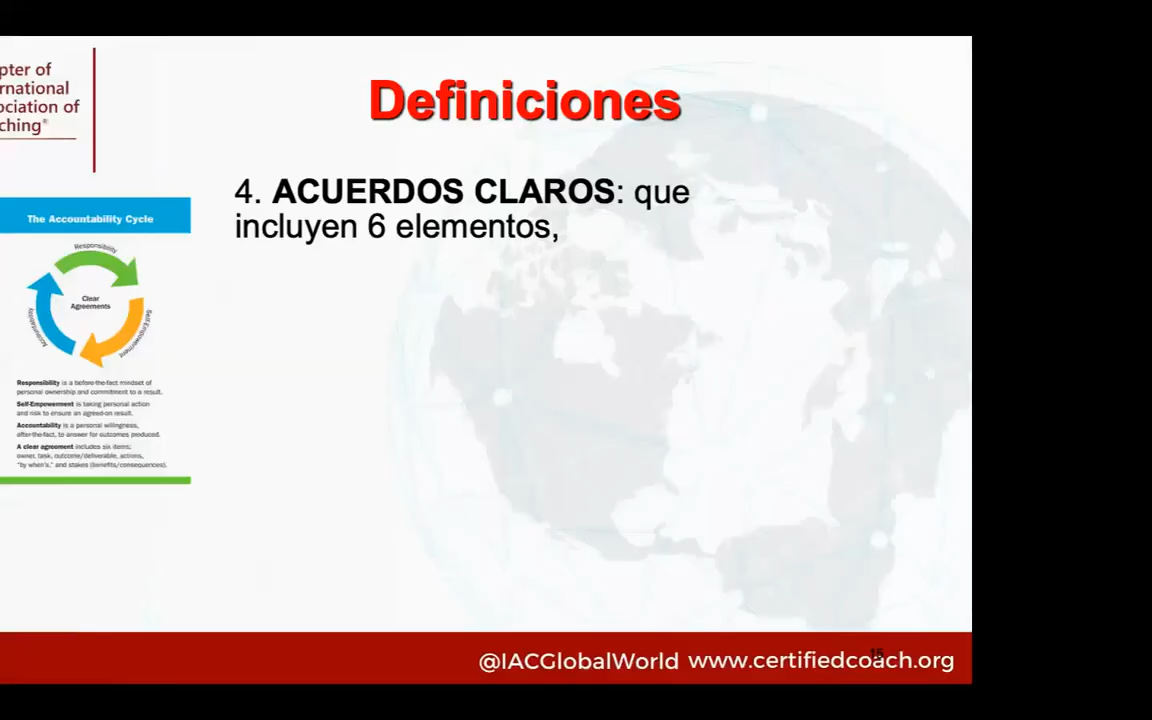 pter of
rnational
ociation of
ching®
Definiciones
4. ACUERDOS CLAROS: que
incluyen 6 elementos,
The Accountability Cycle
Responsibility
Clear
Agreements
Self-Empowerment
Accountability
Responsibility is a before-the-fact mindset of
personal ownership and commitment to a result.
Self-Empowerment is taking personal action
and risk to ensure an agreed-on result.
Accountability is a personal willingness,
after-the-fact, to answer for outcomes produced.
A clear agreement includes six items;
owner, task, outcome/deliverable, actions,
"by when's," and stakes (benefits/consequences).
@IACGlobalWorld www.certifiedcoach.org